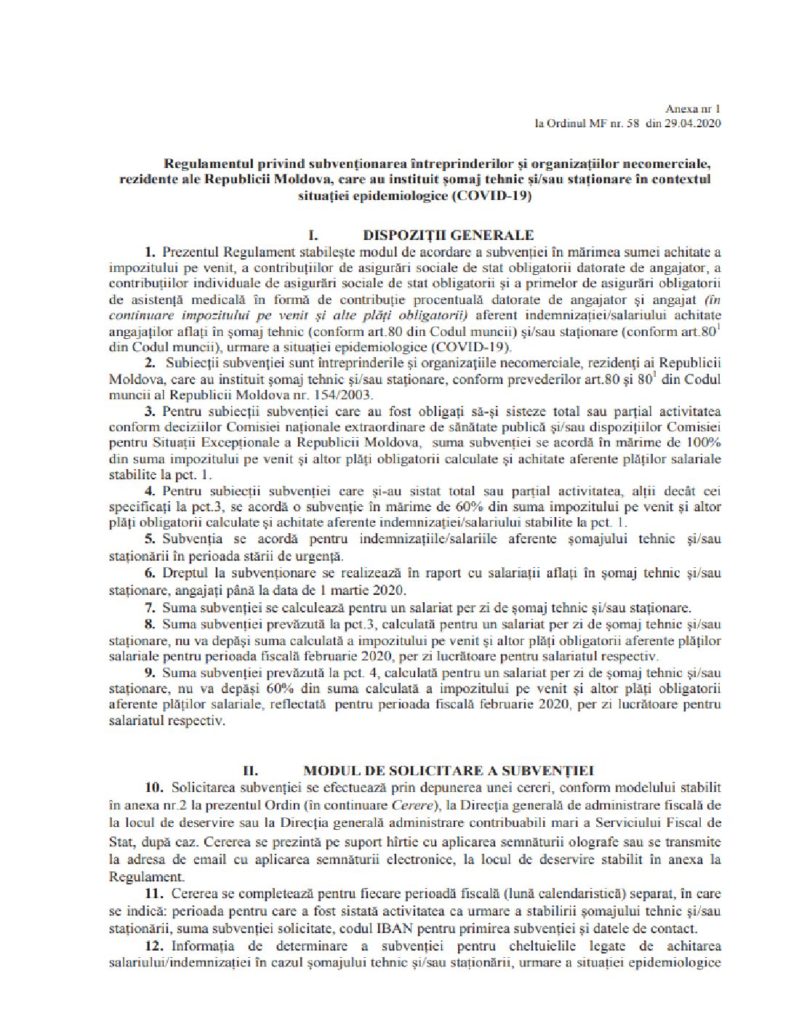 Anexa nr 1
la Ordinul MF nr. 58 din 29.04.2020
Regulamentul privind subvenționarea întreprinderilor și organizațiilor necomerciale,
rezidente ale Republicii Moldova, care au instituit șomaj tehnic și/sau staționare în contextul
situației epidemiologice (COVID-19)
I. DISPOZIȚII GENERALE
1. Prezentul Regulament stabilește modul de acordare a subvenției în mărimea sumei achitate a
impozitului pe venit, a contribuțiilor de asigurări sociale de stat obligatorii datorate de angajator, a
contribuțiilor individuale de asigurări sociale de stat obligatorii și a primelor de asigurări obligatorii
de asistență medicală în formă de contribuție procentuală datorate de angajator și angajat (în
continuare impozitului pe venit și alte plăți obligatorii) aferent indemnizației/salariului achitate
angajaților aflați în șomaj tehnic (conform art.80 din Codul muncii) și/sau staționare (conform art.80¹
din Codul muncii), urmare a situației epidemiologice (COVID-19).
2. Subiecții subvenției sunt întreprinderile și organizațiile necomerciale, rezidenți ai Republicii
Moldova, care au instituit șomaj tehnic și/sau staționare, conform prevederilor art.80 și 80¹ din Codul
muncii al Republicii Moldova nr. 154/2003.
3. Pentru subiecții subvenției care au fost obligați să-și sisteze total sau parțial activitatea
conform deciziilor Comisiei naționale extraordinare de sănătate publică și/sau dispozițiilor Comisiei
pentru Situații Excepționale a Republicii Moldova, suma subvenției se acordă în mărime de 100%
din suma impozitului pe venit și altor plăți obligatorii calculate și achitate aferente plăților salariale
stabilite la pct. 1.
4. Pentru subiecții subvenției care și-au sistat total sau parțial activitatea, alții decât cei
specificați la pct.3, se acordă o subvenție în mărime de 60% din suma impozitului pe venit și altor
plăți obligatorii calculate și achitate aferente indemnizației/salariului stabilite la pct. 1.
5. Subvenția se acordă pentru indemnizațiile/salariile aferente șomajului tehnic și/sau
staționării în perioada stării de urgență.
6. Dreptul la subvenționare se realizează în raport cu salariații aflați în șomaj tehnic și/sau
staționare, angajați până la data de 1 martie 2020.
7. Suma subvenției se calculează pentru un salariat per zi de șomaj tehnic și/sau staționare.
8. Suma subvenției prevăzută la pct.3, calculată pentru un salariat per zi de șomaj tehnic și/sau
staționare, nu va depăși suma calculată a impozitului pe venit și altor plăți obligatorii aferente plăților
salariale pentru perioada fiscală februarie 2020, per zi lucrătoare pentru salariatul respectiv.
9. Suma subvenției prevăzută la pct. 4, calculată pentru un salariat per zi de șomaj tehnic și/sau
staționare, nu va depăși 60% din suma calculată a impozitului pe venit și altor plăți obligatorii
aferente plăților salariale, reflectată pentru perioada fiscală februarie 2020, per zi lucrătoare pentru
salariatul respectiv.
II. MODUL DE SOLICITARE A SUBVENȚIEI
10. Solicitarea subvenției se efectuează prin depunerea unei cereri, conform modelului stabilit
în anexa nr.2 la prezentul Ordin (în continuare Cerere), la Direcția generală de administrare fiscală de
la locul de deservire sau la Direcția generală administrare contribuabili mari a Serviciului Fiscal de
Stat, după caz. Cererea se prezintă pe suport hîrtie cu aplicarea semnăturii olografe sau se transmite
la adresa de email cu aplicarea semnăturii electronice, la locul de deservire stabilit în anexa la
Regulament.
11. Cererea se completează pentru fiecare perioadă fiscală (lună calendaristică) separat, în care
se indică: perioada pentru care a fost sistată activitatea ca urmare a stabilirii șomajului tehnic și/sau
staționării, suma subvenției solicitate, codul IBAN pentru primirea subvenției și datele de contact.
12. Informația de determinare a subvenției pentru cheltuielile legate de achitarea
salariului/indemnizației în cazul șomajului tehnic și/sau staționării, urmare a situației epidemiologice